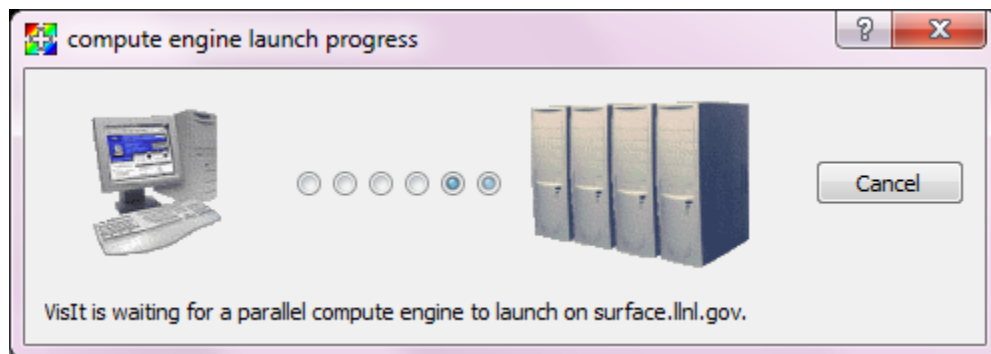 compute engine launch progress
Cancel
VisIt is waiting for a parallel compute engine to launch on surface.llnl.gov.